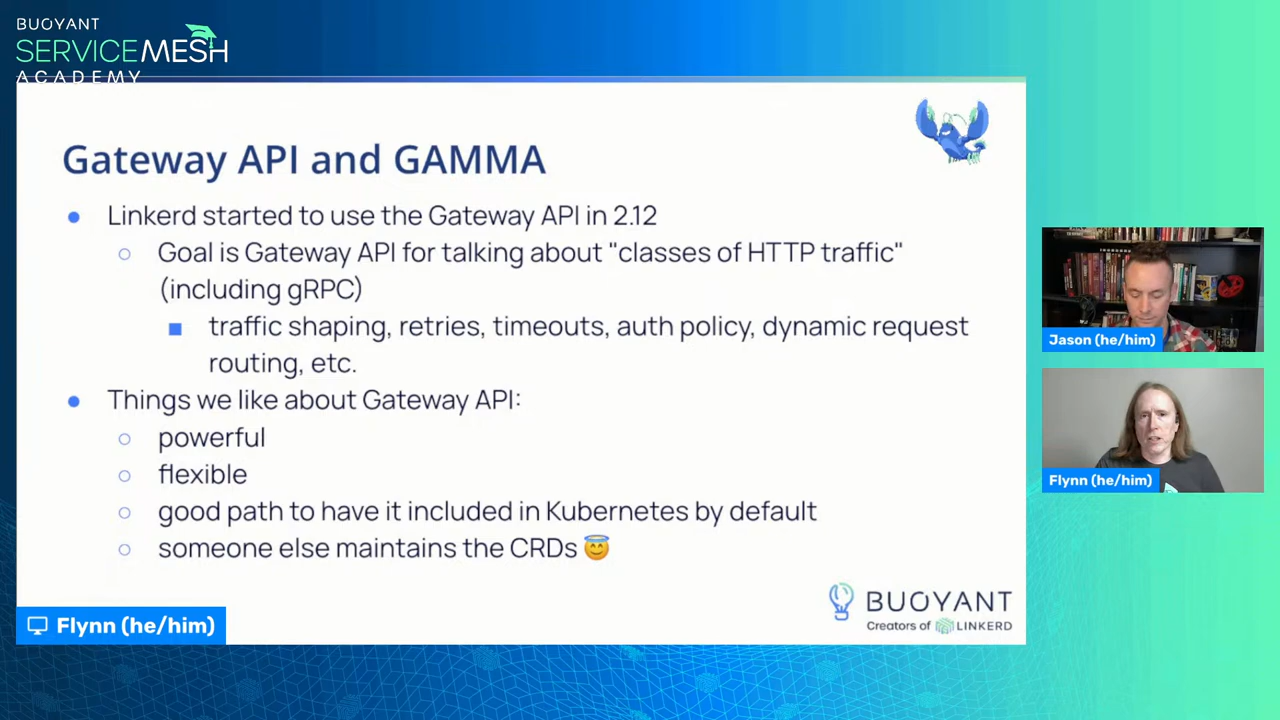 BUOYANT
SERVICEMESH
ACADEMY
Gateway API and GAMMA
● Linkerd started to use the Gateway API in 2.12
○ Goal is Gateway API for talking about "classes of HTTP traffic"
(including gRPC)
■ traffic shaping, retries, timeouts, auth policy, dynamic request
routing, etc.
● Things we like about Gateway API:
○ powerful
○ flexible
○ good path to have it included in Kubernetes by default
○ someone else maintains the CRDs 😇
BUOYANT
Creators of LINKERD
Flynn (he/him)
Jason (he/him)
Flynn (he/him)